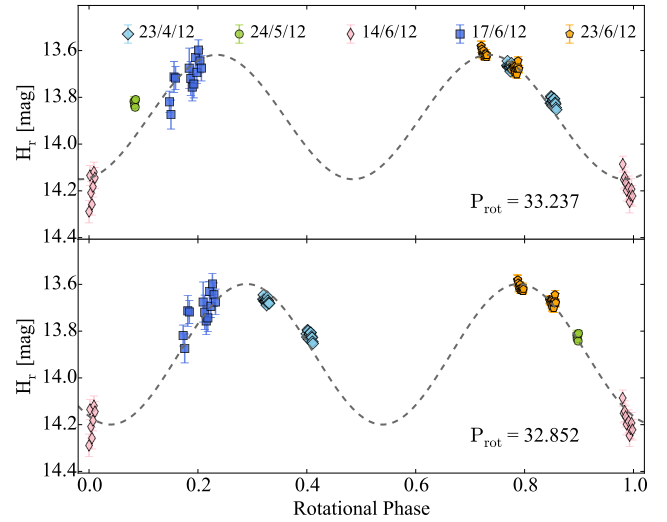 23/4/12 24/5/12 14/6/12 17/6/12 23/6/12
13.6
13.8
14.0
14.2
14.4
H_r [mag]
P_rot = 33.237
13.6
13.8
14.0
14.2
14.4
H_r [mag]
P_rot = 32.852
0.0 0.2 0.4 0.6 0.8 1.0
Rotational Phase